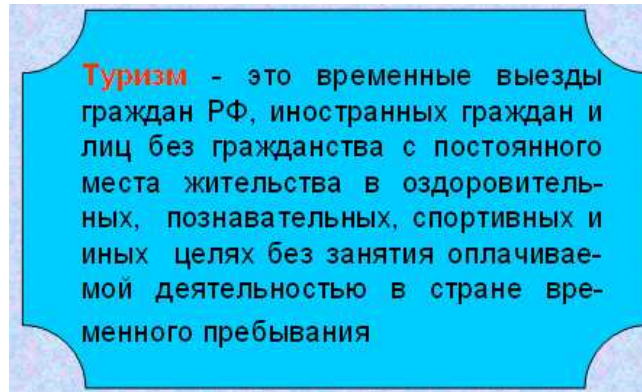 Туризм - это временные выезды
граждан РФ, иностранных граждан и
лиц без гражданства с постоянного
места жительства в оздоровитель-
ных, познавательных, спортивных и
иных целях без занятия оплачивае-
мой деятельностью в стране вре-
менного пребывания